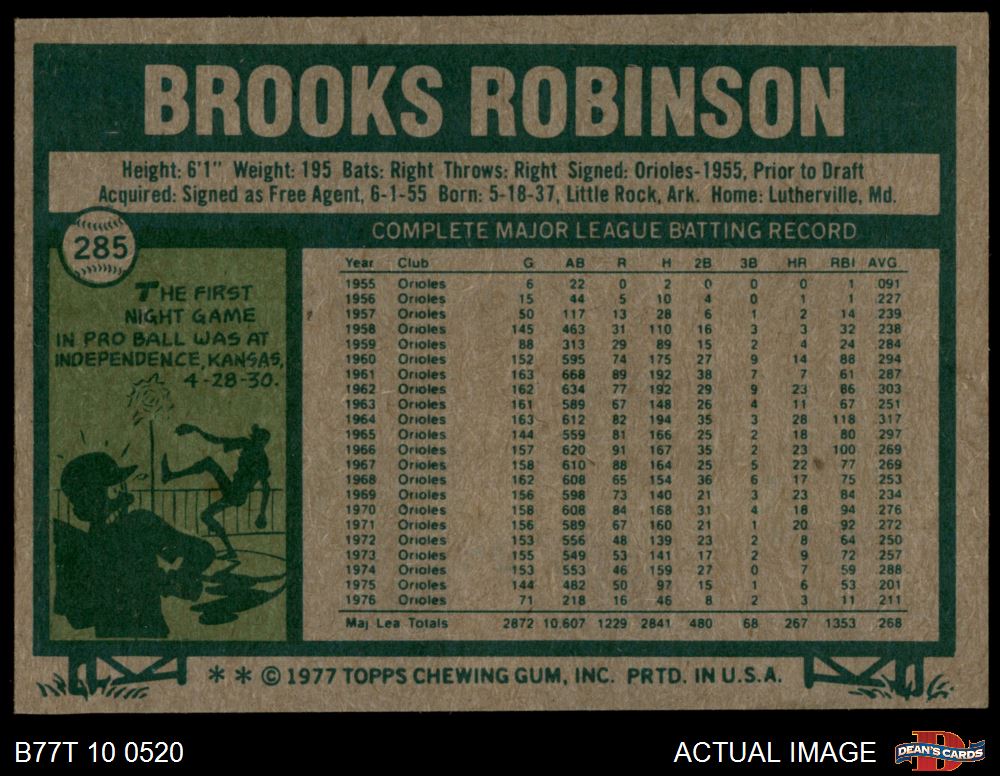 BROOKS ROBINSON
Height: 6'1" Weight: 195 Bats: Right Throws: Right Signed: Orioles-1955, Prior to Draft
Acquired: Signed as Free Agent, 6-1-55 Born: 5-18-37, Little Rock, Ark. Home: Lutherville, Md.
285
THE FIRST
NIGHT GAME
IN PRO BALL WAS AT
INDEPENDENCE, KANSAS,
4-28-30.
COMPLETE MAJOR LEAGUE BATTING RECORD
Year Club G AB R H 2B 3B HR RBI AVG
1955 Orioles 6 22 0 2 0 0 0 1 091
1956 Orioles 15 44 5 10 4 0 1 1 227
1957 Orioles 50 117 13 28 6 1 2 14 239
1958 Orioles 145 463 31 110 16 3 3 32 238
1959 Orioles 88 313 29 89 15 2 4 24 284
1960 Orioles 152 595 74 175 27 9 14 88 294
1961 Orioles 163 668 89 192 38 7 7 61 287
1962 Orioles 162 634 77 192 29 9 23 86 303
1963 Orioles 161 589 67 148 26 4 11 67 251
1964 Orioles 163 612 82 194 35 3 28 118 317
1965 Orioles 144 559 81 166 25 2 18 80 297
1966 Orioles 157 620 91 167 35 2 23 100 269
1967 Orioles 158 610 88 164 25 5 22 77 269
1968 Orioles 162 608 65 154 36 6 17 75 253
1969 Orioles 156 598 73 140 21 3 23 84 234
1970 Orioles 158 608 84 168 31 4 18 94 276
1971 Orioles 156 589 67 160 21 1 20 92 272
1972 Orioles 153 556 48 139 23 2 8 64 250
1973 Orioles 155 549 53 141 17 2 9 72 257
1974 Orioles 153 553 46 159 27 0 7 59 288
1975 Orioles 144 482 50 97 15 1 6 53 201
1976 Orioles 71 218 16 46 8 2 3 11 211
Maj Lea Totals 2872 10.607 1229 2841 480 68 267 1353 268
* * © 1977 TOPPS CHEWING GUM, INC. PRTD. IN U.S.A.
B77T 10 0520
ACTUAL IMAGE
DEAN'S CARDS